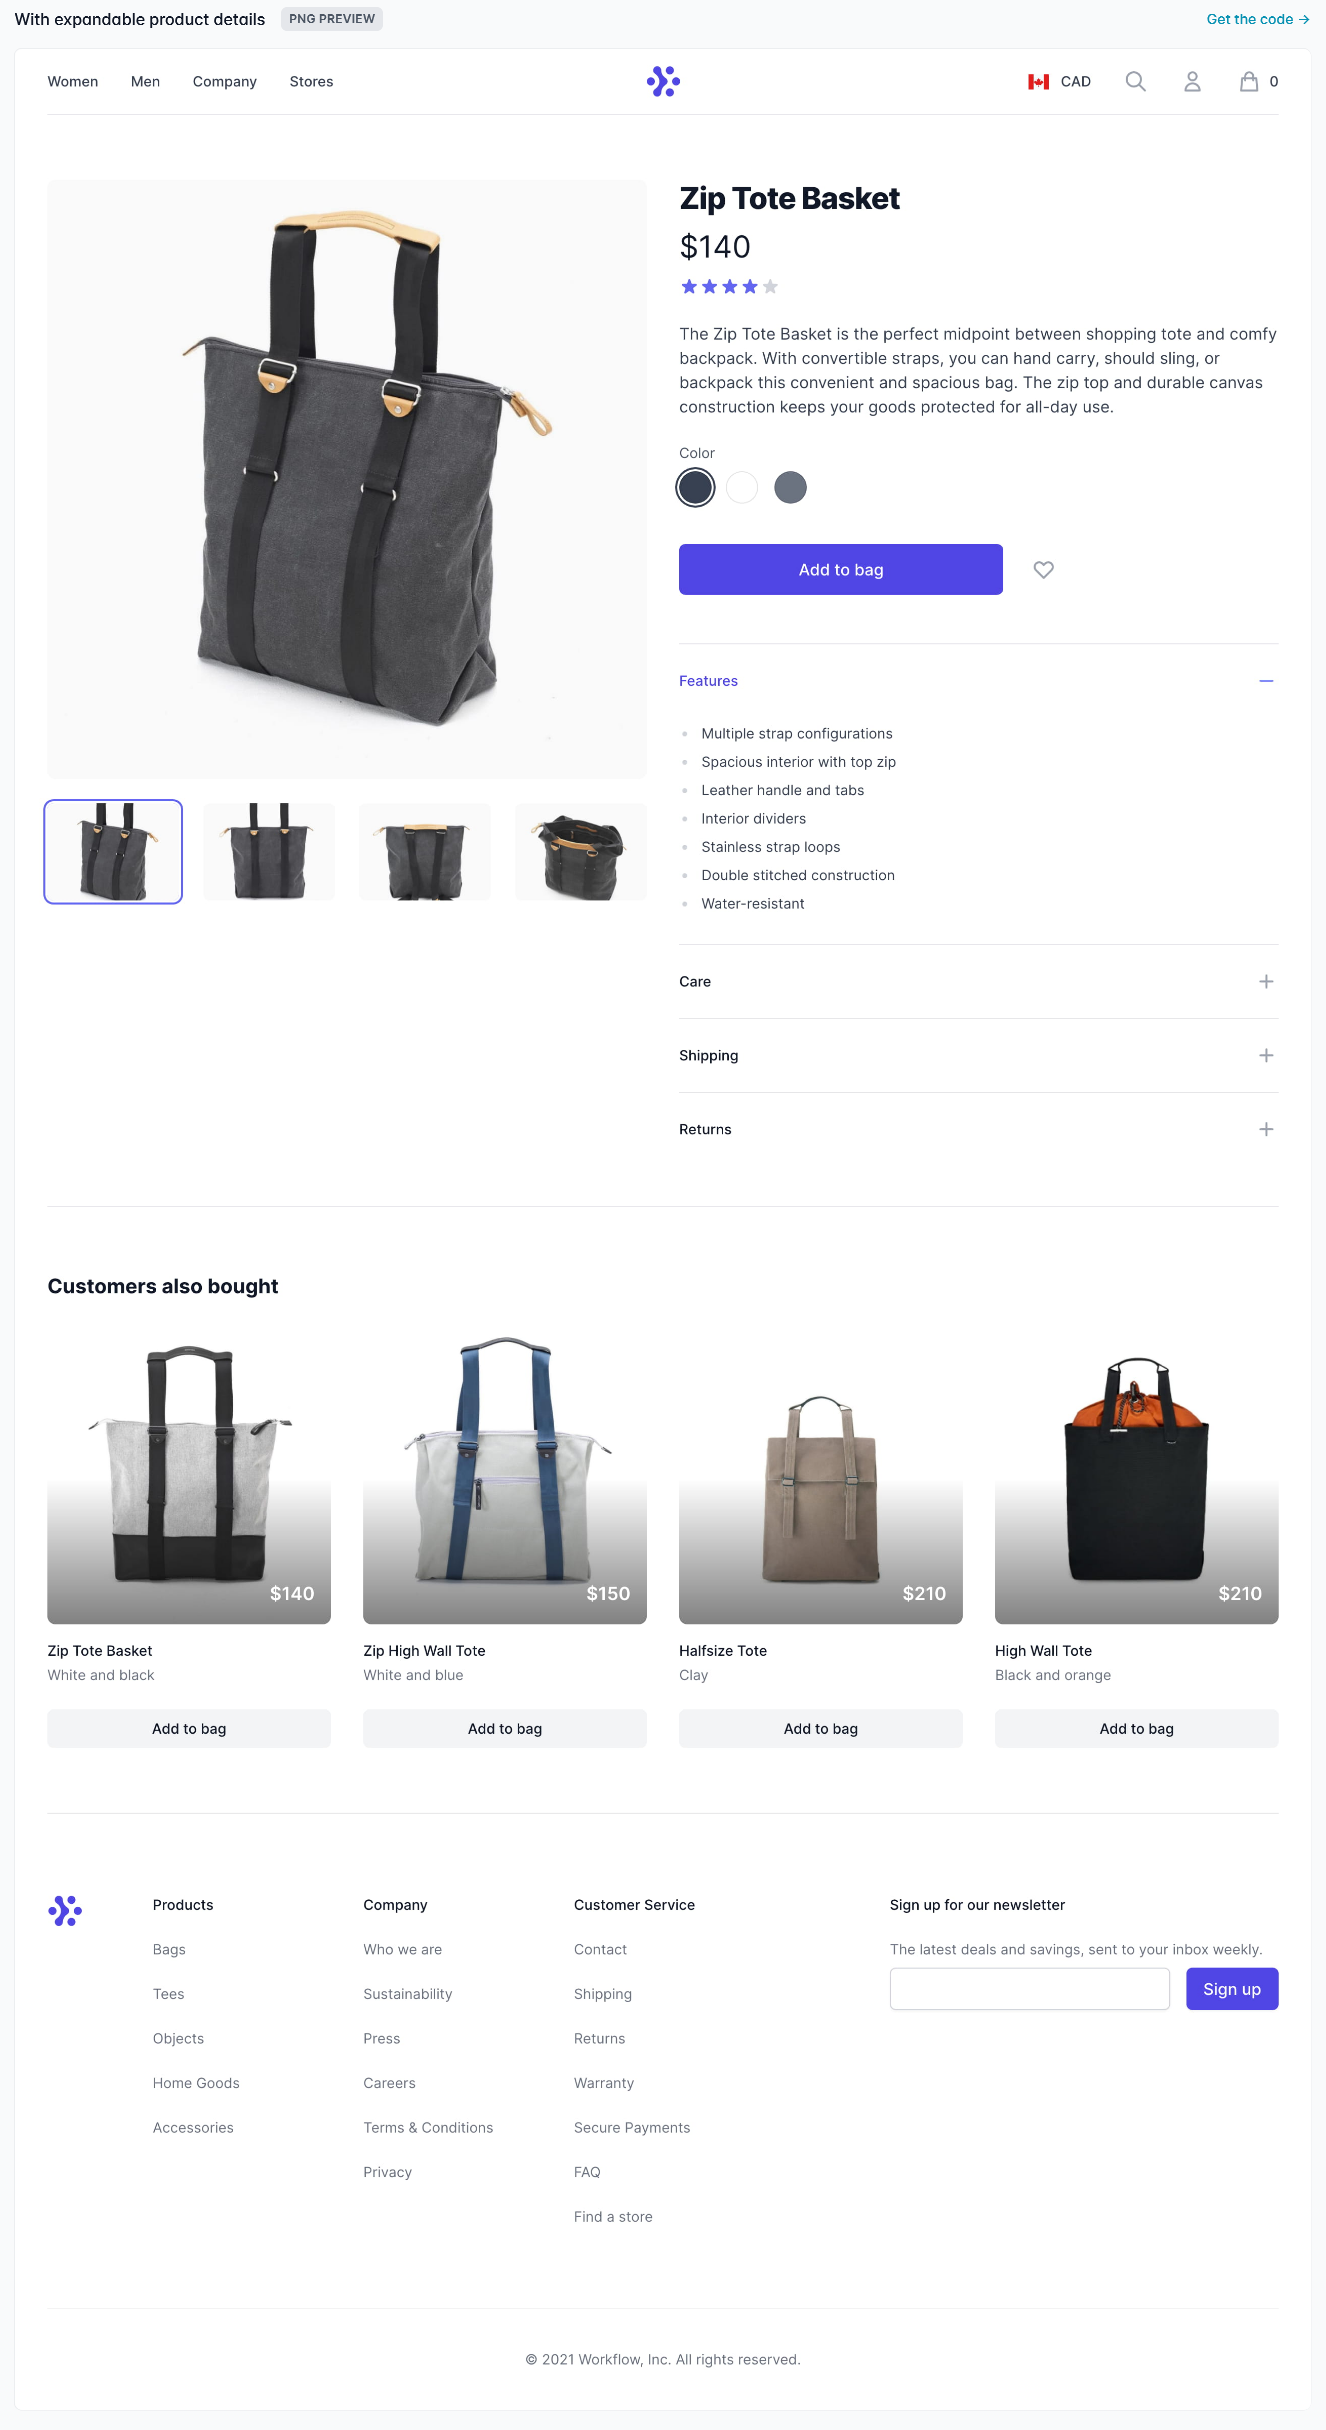 With expandable product details
PNG PREVIEW
Get the code →
Women
Men
Company
Stores
CAD
0
Zip Tote Basket
$140
The Zip Tote Basket is the perfect midpoint between shopping tote and comfy
backpack. With convertible straps, you can hand carry, should sling, or
backpack this convenient and spacious bag. The zip top and durable canvas
construction keeps your goods protected for all-day use.
Color
Add to bag
Features
Multiple strap configurations
Spacious interior with top zip
Leather handle and tabs
Interior dividers
Stainless strap loops
Double stitched construction
Water-resistant
Care
Shipping
Returns
Customers also bought
$140
Zip Tote Basket
White and black
Add to bag
$150
Zip High Wall Tote
White and blue
Add to bag
$210
Halfsize Tote
Clay
Add to bag
$210
High Wall Tote
Black and orange
Add to bag
Products
Bags
Tees
Objects
Home Goods
Accessories
Company
Who we are
Sustainability
Press
Careers
Terms & Conditions
Privacy
Customer Service
Contact
Shipping
Returns
Warranty
Secure Payments
FAQ
Find a store
Sign up for our newsletter
The latest deals and savings, sent to your inbox weekly.
Sign up
© 2021 Workflow, Inc. All rights reserved.